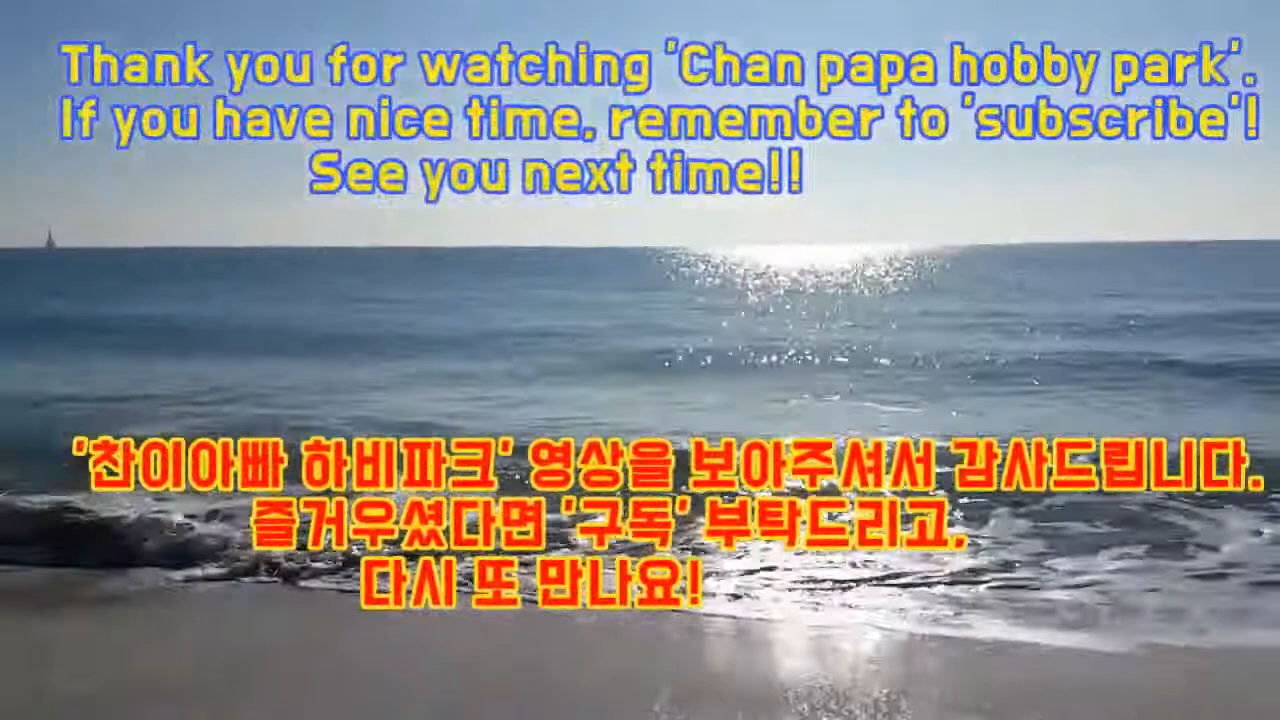 Thank you for watching 'Chan papa hobby park'.
If you have nice time, remember to 'subscribe'!
See you next time!!
'찬이아빠 하비파크' 영상을 보아주셔서 감사드립니다.
즐거우셨다면 '구독' 부탁드리고,
다시 또 만나요!